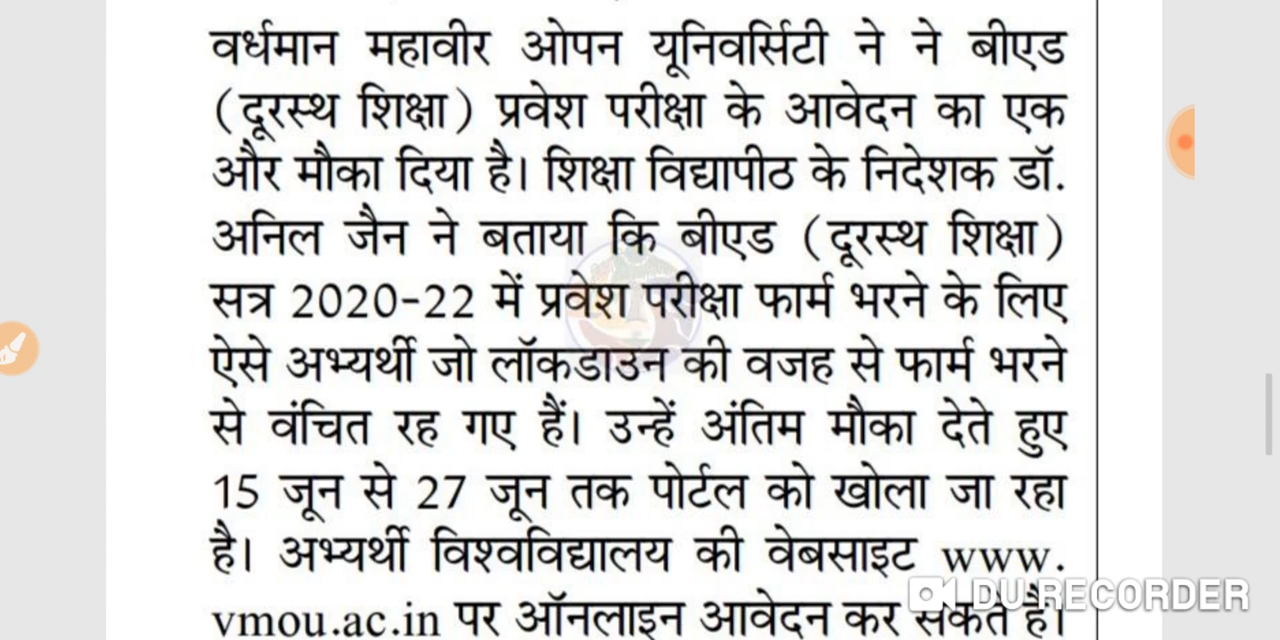 वर्धमान महावीर ओपन यूनिवर्सिटी ने ने बीएड
(दूरस्थ शिक्षा) प्रवेश परीक्षा के आवेदन का एक
और मौका दिया है। शिक्षा विद्यापीठ के निदेशक डॉ.
अनिल जैन ने बताया कि बीएड (दूरस्थ शिक्षा)
सत्र 2020-22 में प्रवेश परीक्षा फार्म भरने के लिए
ऐसे अभ्यर्थी जो लॉकडाउन की वजह से फार्म भरने
से वंचित रह गए हैं। उन्हें अंतिम मौका देते हुए
15 जून से 27 जून तक पोर्टल को खोला जा रहा
है। अभ्यर्थी विश्वविद्यालय की वेबसाइट www.
vmou.ac.in पर ऑनलाइन आवेदन कर सकते है।
DU RECORDER